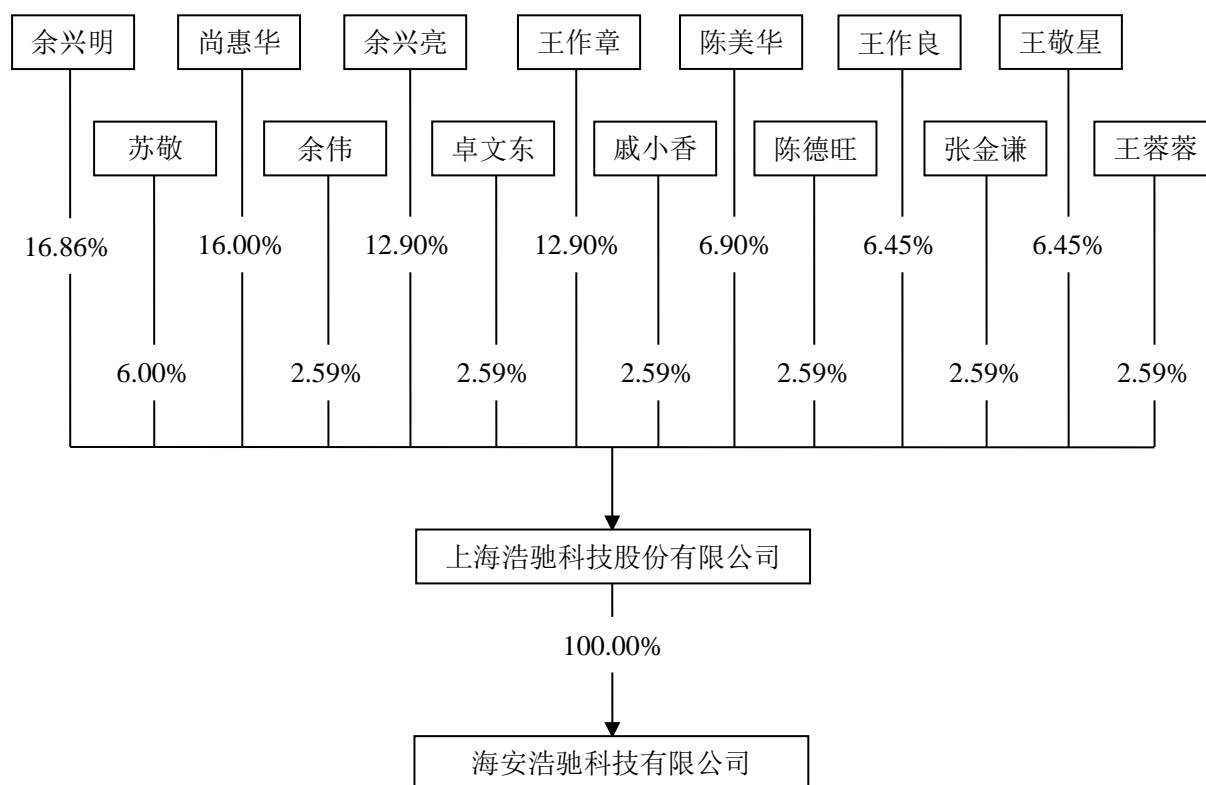 余兴明 尚惠华 余兴亮 王作章 陈美华 王作良 王敬星
苏敬 余伟 卓文东 戚小香 陈德旺 张金谦 王蓉蓉
16.86% 16.00% 12.90% 12.90% 6.90% 6.45% 6.45%
6.00% 2.59% 2.59% 2.59% 2.59% 2.59% 2.59%
上海浩驰科技股份有限公司
100.00%
海安浩驰科技有限公司